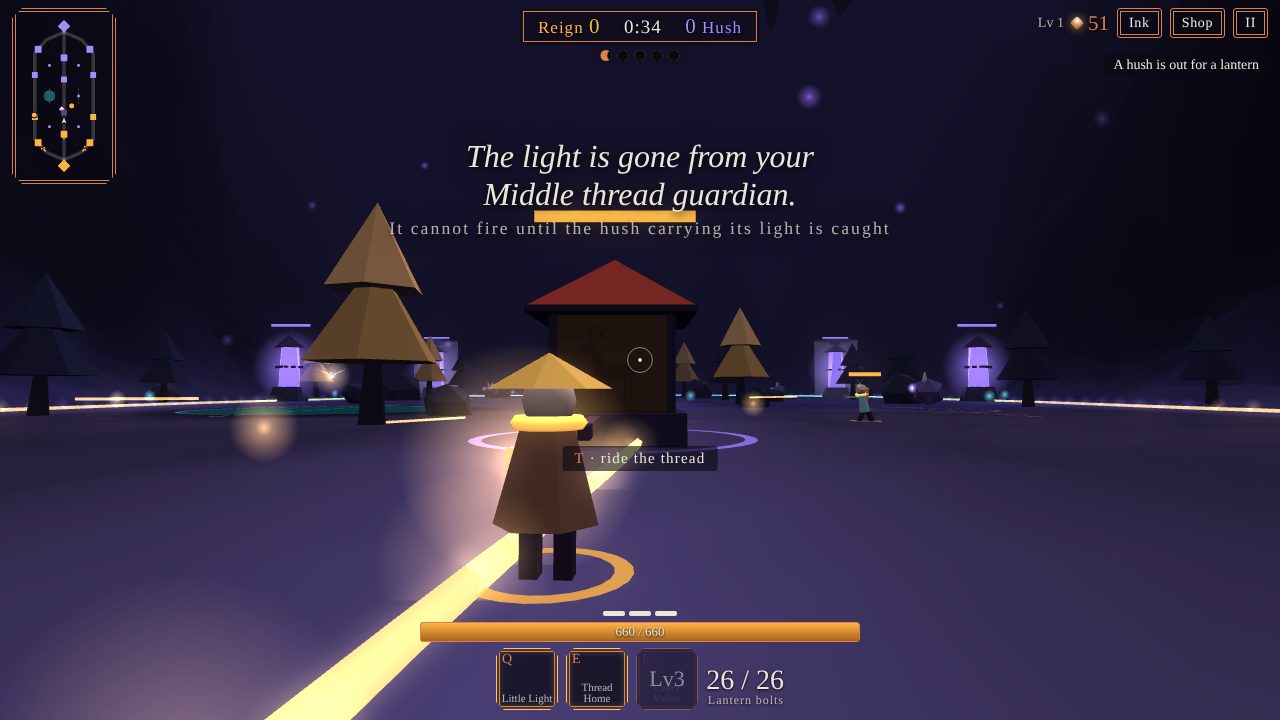 Reign 0 0:34 0 Hush
Lv 1 51 Ink Shop II
A hush is out for a lantern
The light is gone from your
Middle thread guardian.
It cannot fire until the hush carrying its light is caught
T · ride the thread
660 / 660
Q
Little Light
E
Thread
Home
Lv3
Valley
26 / 26
Lantern bolts